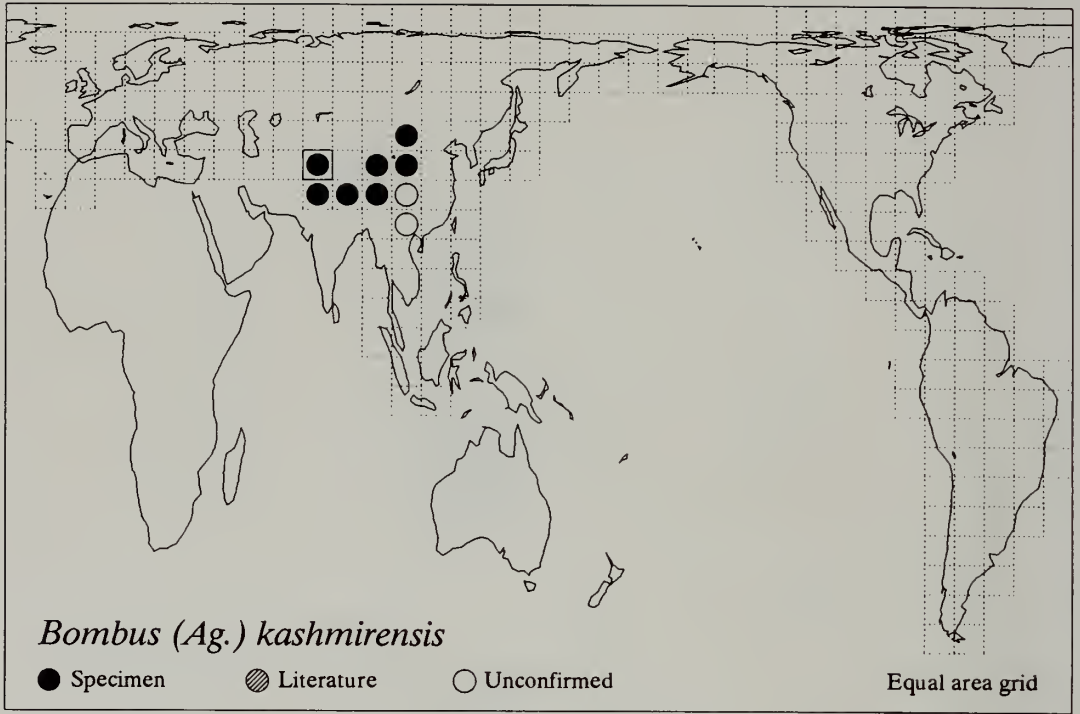 Bombus (Ag.) kashmirensis
Specimen Literature Unconfirmed Equal area grid